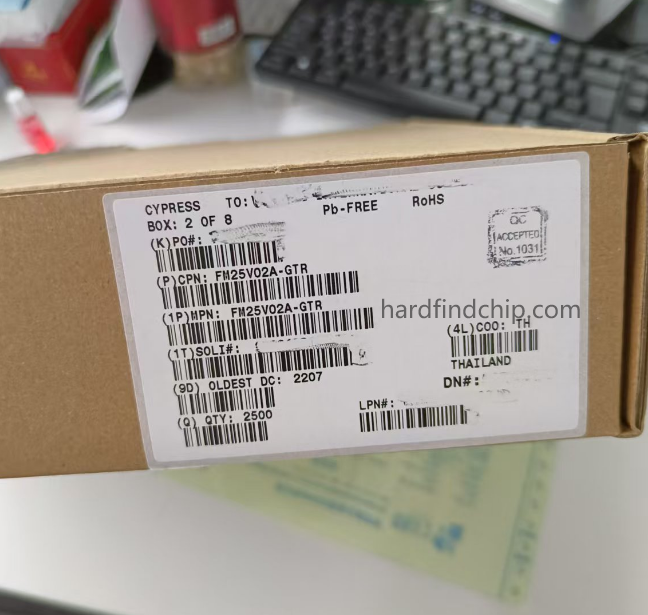 CYPRESS TO:
Pb-FREE RoHS
BOX: 2 OF 8
(K)PO#:
QC
ACCEPTED
No.1031
(P)CPN: FM25V02A-GTR
(1P)MPN: FM25V02A-GTR
hardfindchip.com
(4L)COO: TH
THAILAND
(1T)SOLI#:
(9D) OLDEST DC: 2207
DN#:
(Q) QTY: 2500
LPN#: